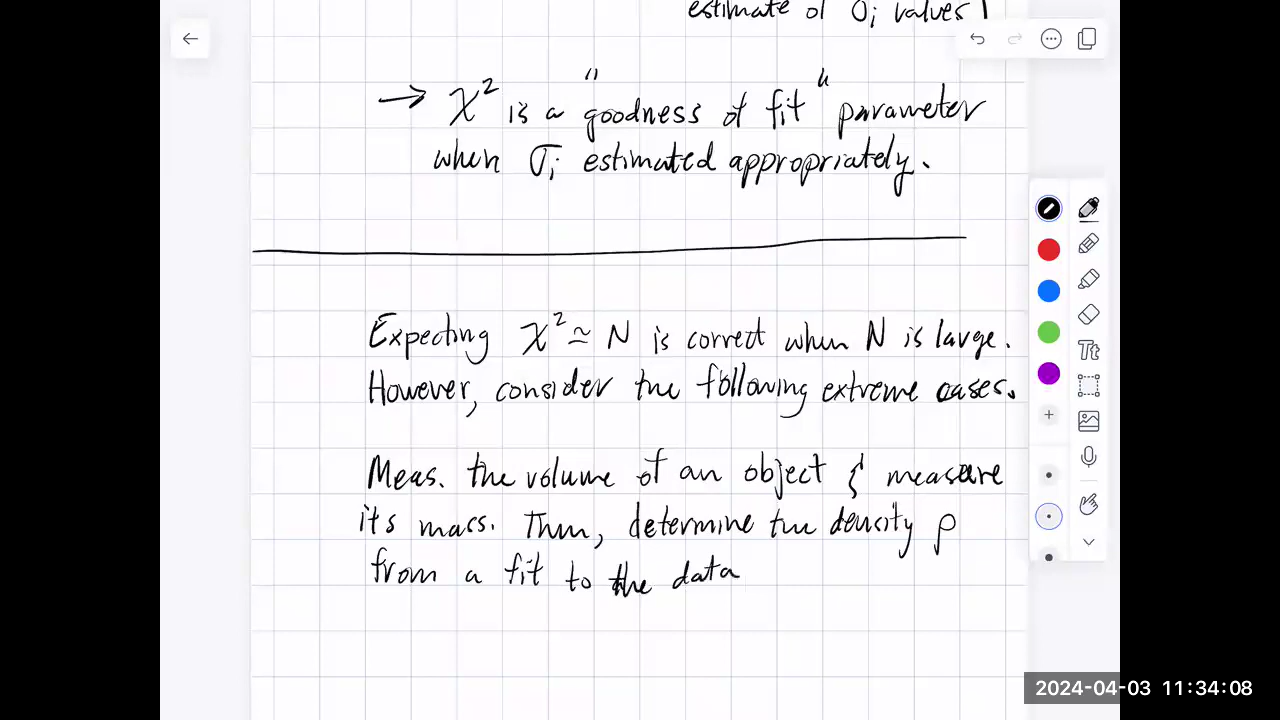 estimate of σi values
→ χ² is a "goodness of fit" parameter
when σi estimated appropriately.
Expecting χ² ≃ N is correct when N is large.
However, consider the following extreme cases.
Meas. the volume of an object & measure
its mass. Then, determine the density ρ
from a fit to the data
Tt
2024-04-03 11:34:08